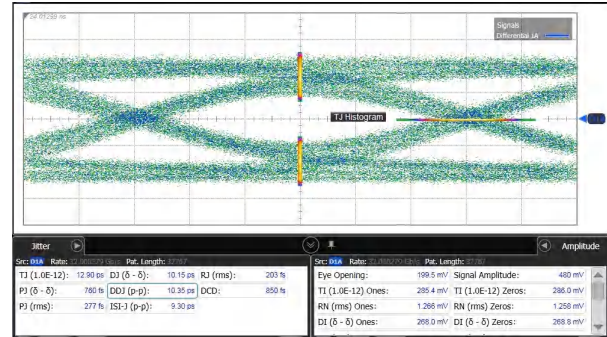 Signals
Differential 1A
TJ Histogram
Jitter
Amplitude
Src: D1A Rate: Pat. Length:
Src: D1A Rate: Pat. Length:
TJ (1.0E-12): 12.90 ps DJ (δ - δ): 10.15 ps RJ (rms): 203 fs
PJ (δ - δ): 760 fs DDJ (p-p): 10.35 ps DCD: 850 fs
PJ (rms): 277 fs ISI-J (p-p): 9.30 ps
Eye Opening: 199.5 mV Signal Amplitude: 480 mV
TI (1.0E-12) Ones: 285.4 mV TI (1.0E-12) Zeros: 286.0 mV
RN (rms) Ones: 1.266 mV RN (rms) Zeros: 1.258 mV
DI (δ - δ) Ones: 268.0 mV DI (δ - δ) Zeros: 268.8 mV